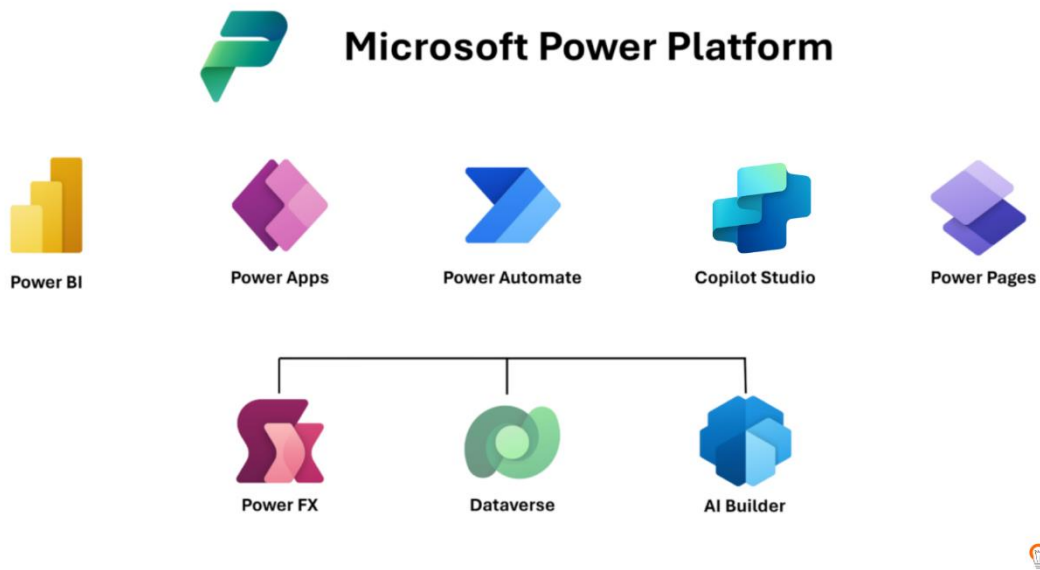 Microsoft Power Platform
Power BI
Power Apps
Power Automate
Copilot Studio
Power Pages
Power FX
Dataverse
AI Builder